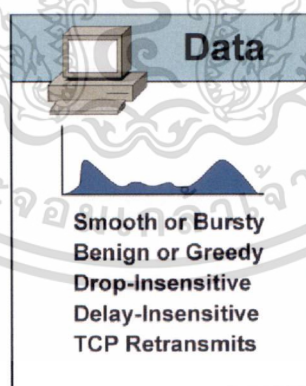 Data
Smooth or Bursty
Benign or Greedy
Drop-Insensitive
Delay-Insensitive
TCP Retransmits